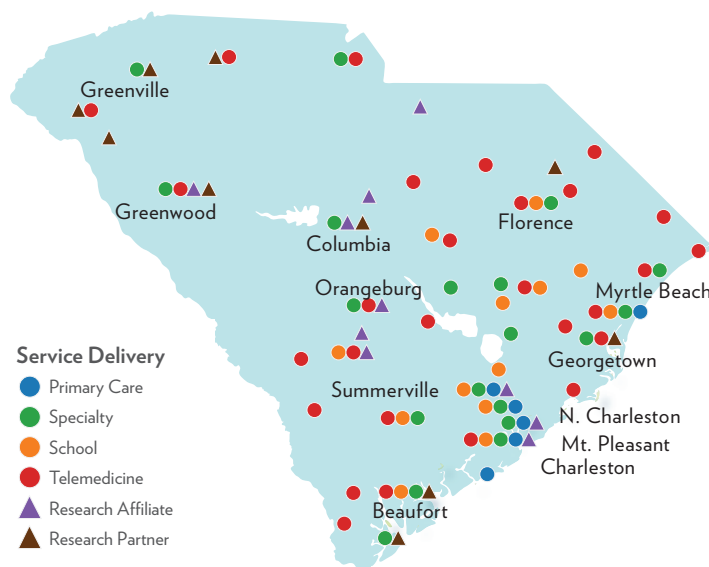 Greenville
Greenwood
Columbia
Florence
Orangeburg
Myrtle Beach
Georgetown
Summerville
N. Charleston
Mt. Pleasant
Charleston
Beaufort
Service Delivery
Primary Care
Specialty
School
Telemedicine
Research Affiliate
Research Partner